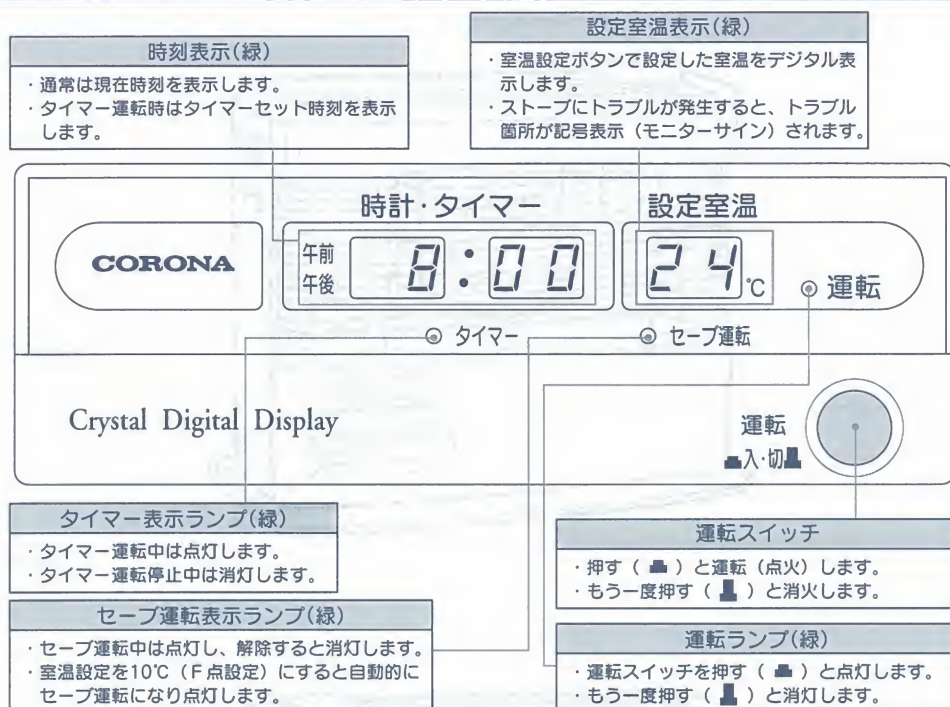 時刻表示(緑)
・通常は現在時刻を表示します。
・タイマー運転時はタイマーセット時刻を表示
します。
設定室温表示(緑)
・室温設定ボタンで設定した室温をデジタル表
示します。
・ストーブにトラブルが発生すると、トラブル
箇所が記号表示（モニターサイン）されます。
時計・タイマー
設定室温
CORONA
午前
午後
8:00
24℃
運転
タイマー
セーブ運転
Crystal Digital Display
運転
入・切
タイマー表示ランプ(緑)
・タイマー運転中は点灯します。
・タイマー運転停止中は消灯します。
セーブ運転表示ランプ(緑)
・セーブ運転中は点灯し、解除すると消灯します。
・室温設定を10℃（F点設定）にすると自動的に
セーブ運転になり点灯します。
運転スイッチ
・押す（ ）と運転（点火）します。
・もう一度押す（ ）と消火します。
運転ランプ(緑)
・運転スイッチを押す（ ）と点灯します。
・もう一度押す（ ）と消灯します。